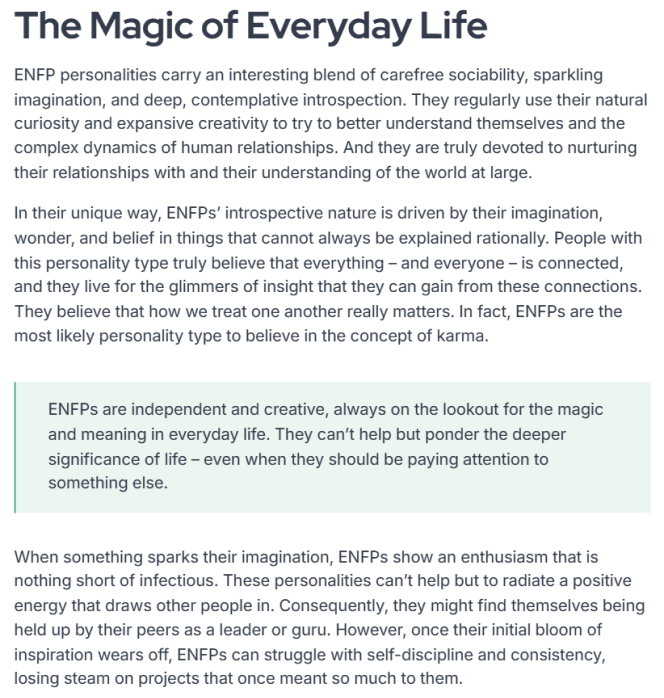 The Magic of Everyday Life
ENFP personalities carry an interesting blend of carefree sociability, sparkling
imagination, and deep, contemplative introspection. They regularly use their natural
curiosity and expansive creativity to try to better understand themselves and the
complex dynamics of human relationships. And they are truly devoted to nurturing
their relationships with and their understanding of the world at large.
In their unique way, ENFPs’ introspective nature is driven by their imagination,
wonder, and belief in things that cannot always be explained rationally. People with
this personality type truly believe that everything – and everyone – is connected,
and they live for the glimmers of insight that they can gain from these connections.
They believe that how we treat one another really matters. In fact, ENFPs are the
most likely personality type to believe in the concept of karma.
ENFPs are independent and creative, always on the lookout for the magic
and meaning in everyday life. They can’t help but ponder the deeper
significance of life – even when they should be paying attention to
something else.
When something sparks their imagination, ENFPs show an enthusiasm that is
nothing short of infectious. These personalities can’t help but to radiate a positive
energy that draws other people in. Consequently, they might find themselves being
held up by their peers as a leader or guru. However, once their initial bloom of
inspiration wears off, ENFPs can struggle with self-discipline and consistency,
losing steam on projects that once meant so much to them.